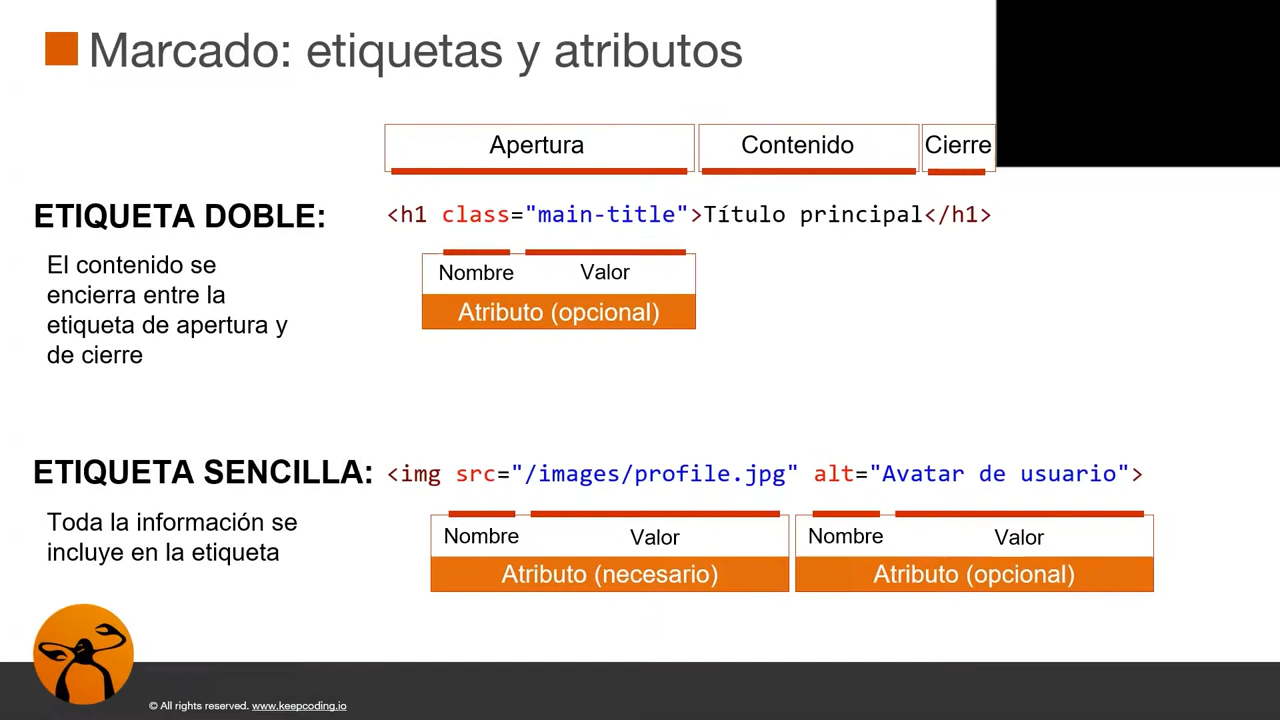 Marcado: etiquetas y atributos
Apertura Contenido Cierre
ETIQUETA DOBLE:
<h1 class="main-title">Título principal</h1>
El contenido se
encierra entre la
etiqueta de apertura y
de cierre
Nombre Valor
Atributo (opcional)
ETIQUETA SENCILLA:
<img src="/images/profile.jpg" alt="Avatar de usuario">
Toda la información se
incluye en la etiqueta
Nombre Valor Nombre Valor
Atributo (necesario) Atributo (opcional)
© All rights reserved. www.keepcoding.io